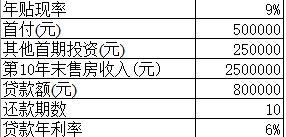 年贴现率 9%
首付(元) 500000
其他首期投资(元) 250000
第10年末售房收入(元) 2500000
贷款额(元) 800000
还款期数 10
贷款年利率 6%